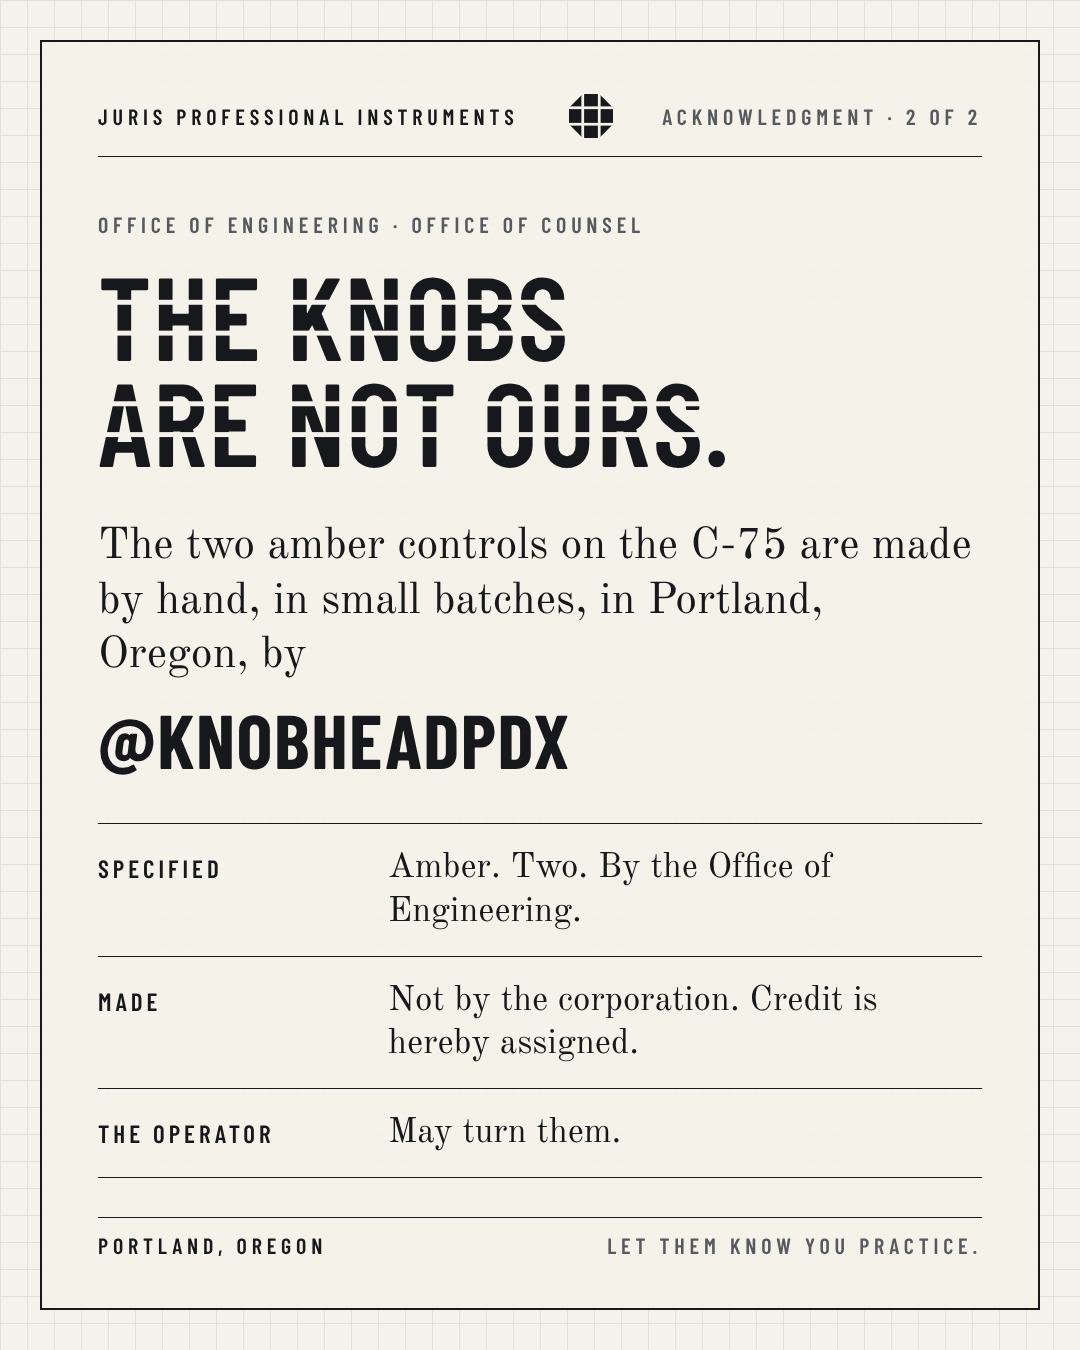 JURIS PROFESSIONAL INSTRUMENTS
ACKNOWLEDGMENT · 2 OF 2
OFFICE OF ENGINEERING · OFFICE OF COUNSEL
THE KNOBS
ARE NOT OURS.
The two amber controls on the C-75 are made
by hand, in small batches, in Portland,
Oregon, by
@KNOBHEADPDX
SPECIFIED
Amber. Two. By the Office of
Engineering.
MADE
Not by the corporation. Credit is
hereby assigned.
THE OPERATOR
May turn them.
PORTLAND, OREGON
LET THEM KNOW YOU PRACTICE.